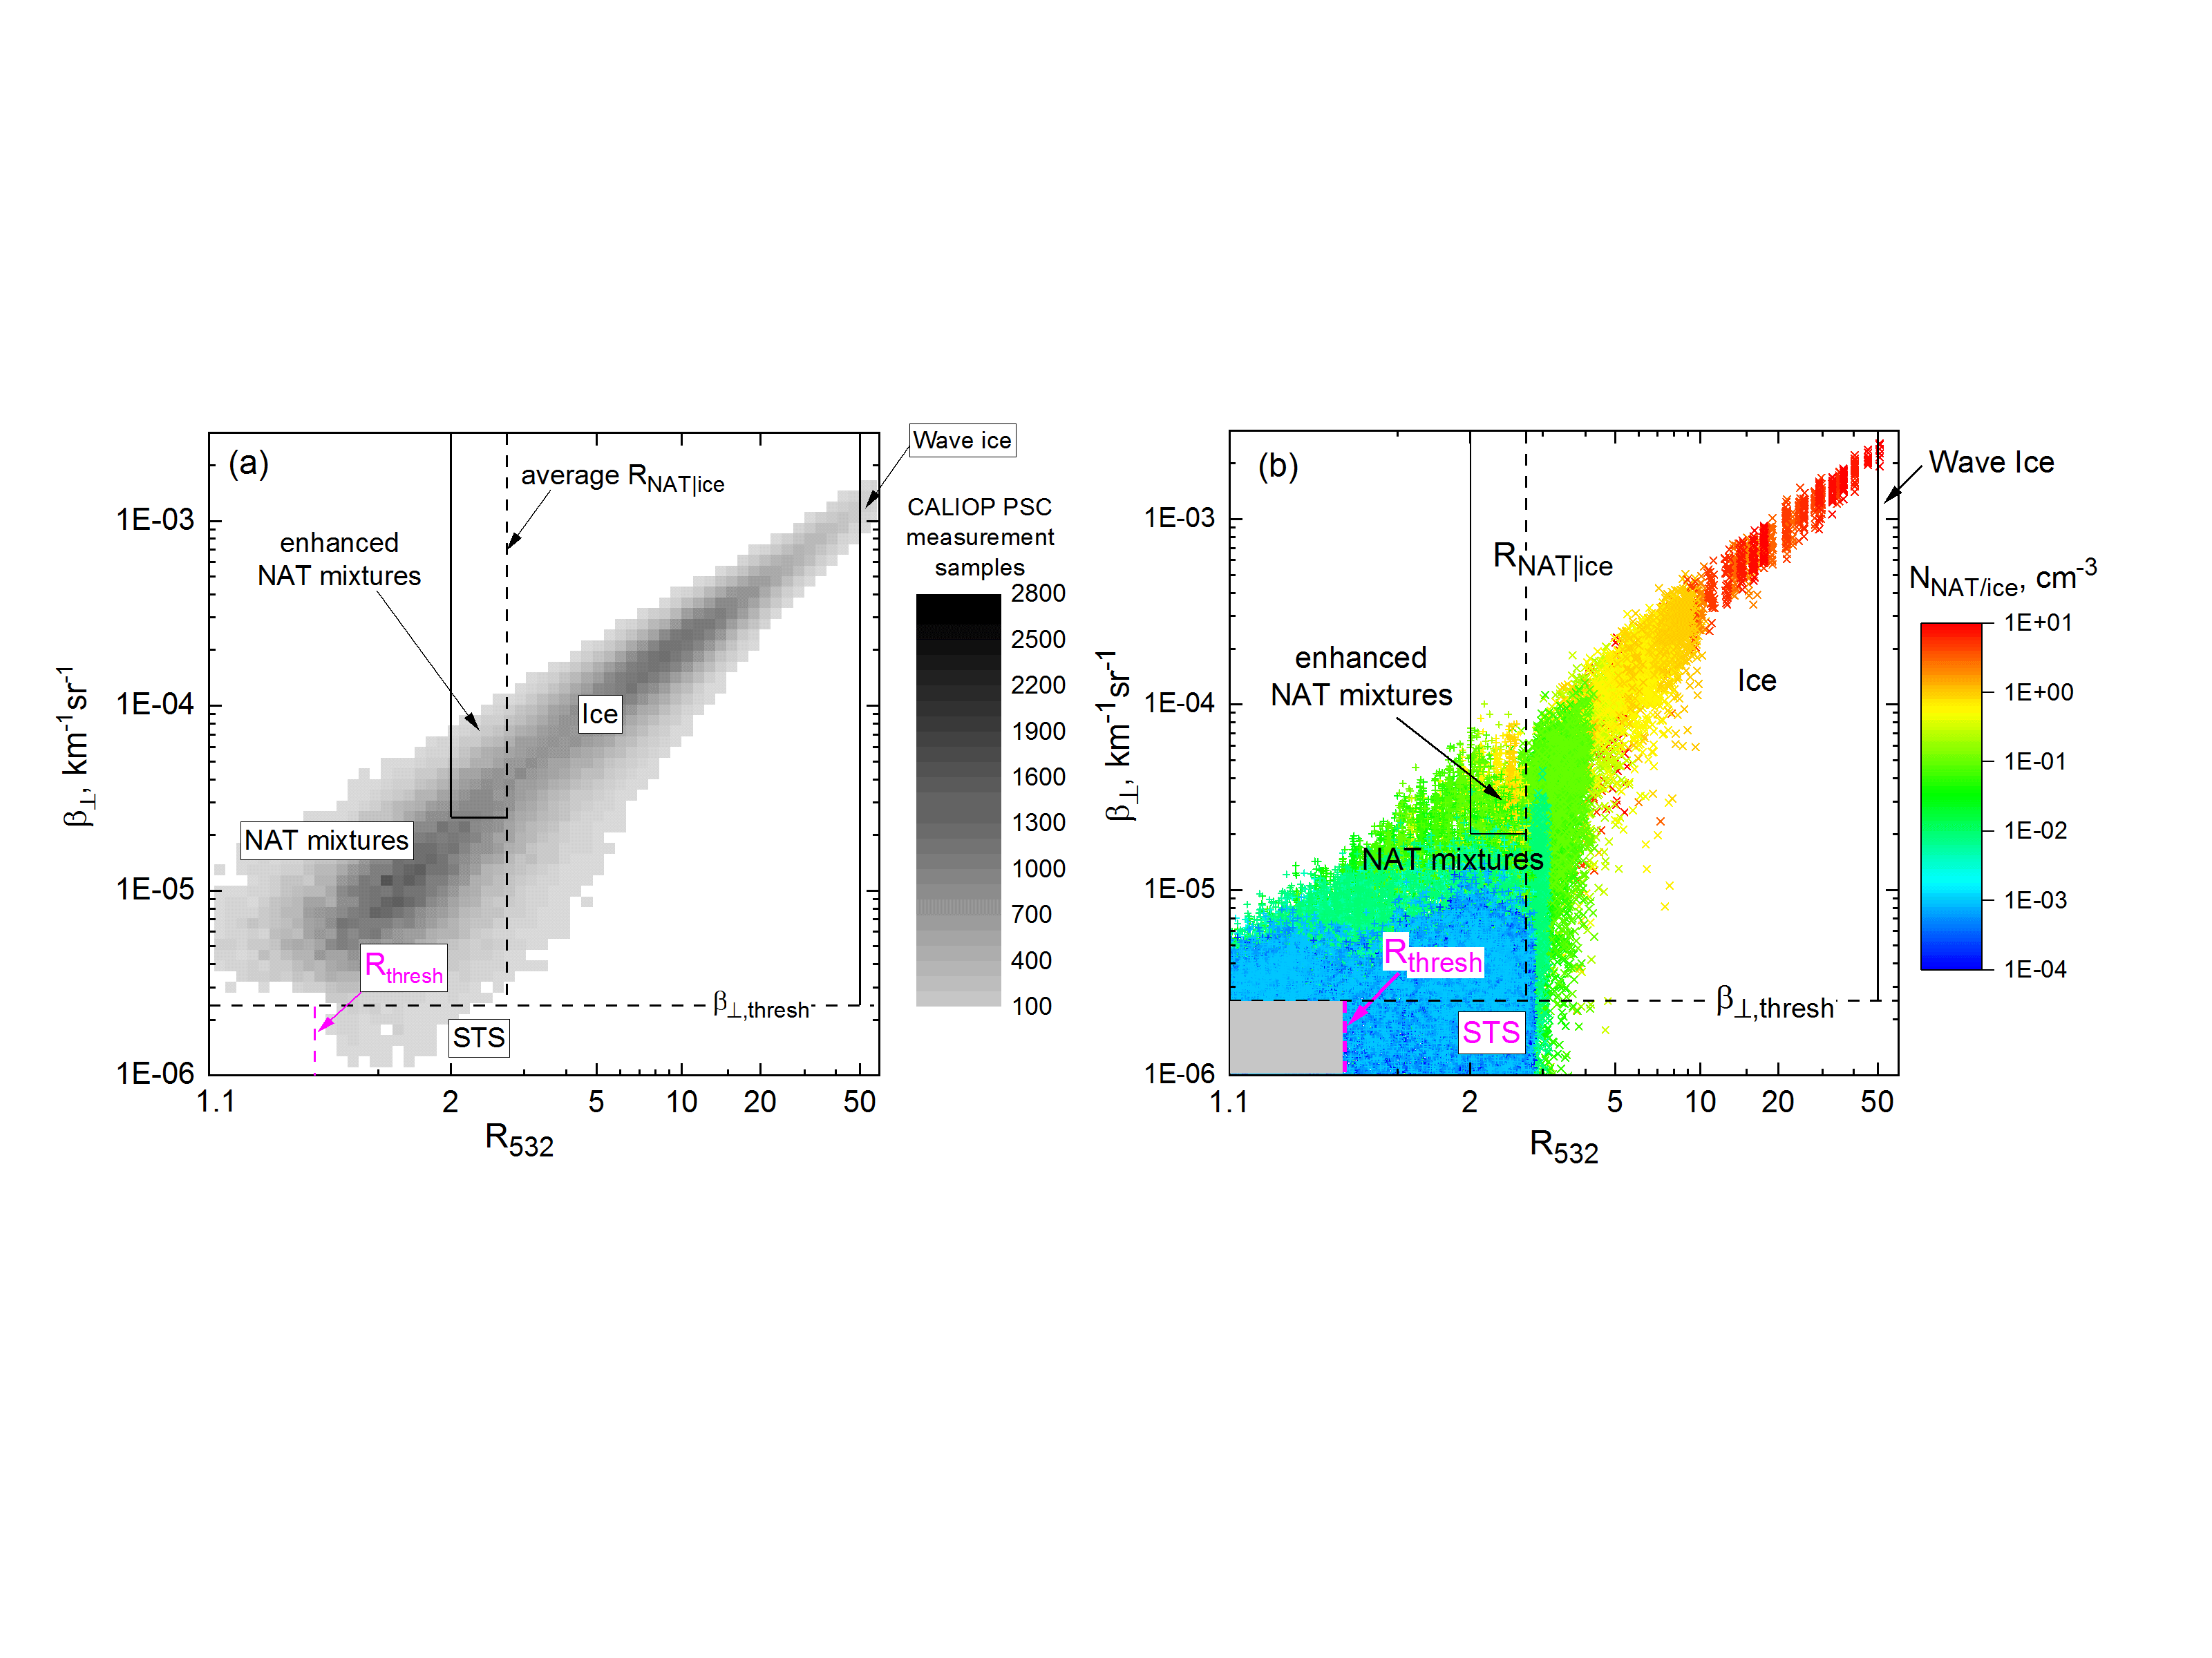 (a)
Wave ice
average R_NAT|ice
enhanced
NAT mixtures
CALIOP PSC
measurement
samples
2800
2500
2200
1900
1600
1300
1000
700
400
100
1E-03
1E-04
1E-05
1E-06
β⊥, km⁻¹sr⁻¹
Ice
NAT mixtures
R_thresh
β⊥,thresh
STS
1.1
2
5
10
20
50
R_532
(b)
Wave Ice
R_NAT|ice
N_NAT/ice, cm⁻³
1E+01
1E+00
1E-01
1E-02
1E-03
1E-04
enhanced
NAT mixtures
Ice
1E-03
1E-04
1E-05
1E-06
β⊥, km⁻¹sr⁻¹
NAT mixtures
R_thresh
β⊥,thresh
STS
1.1
2
5
10
20
50
R_532